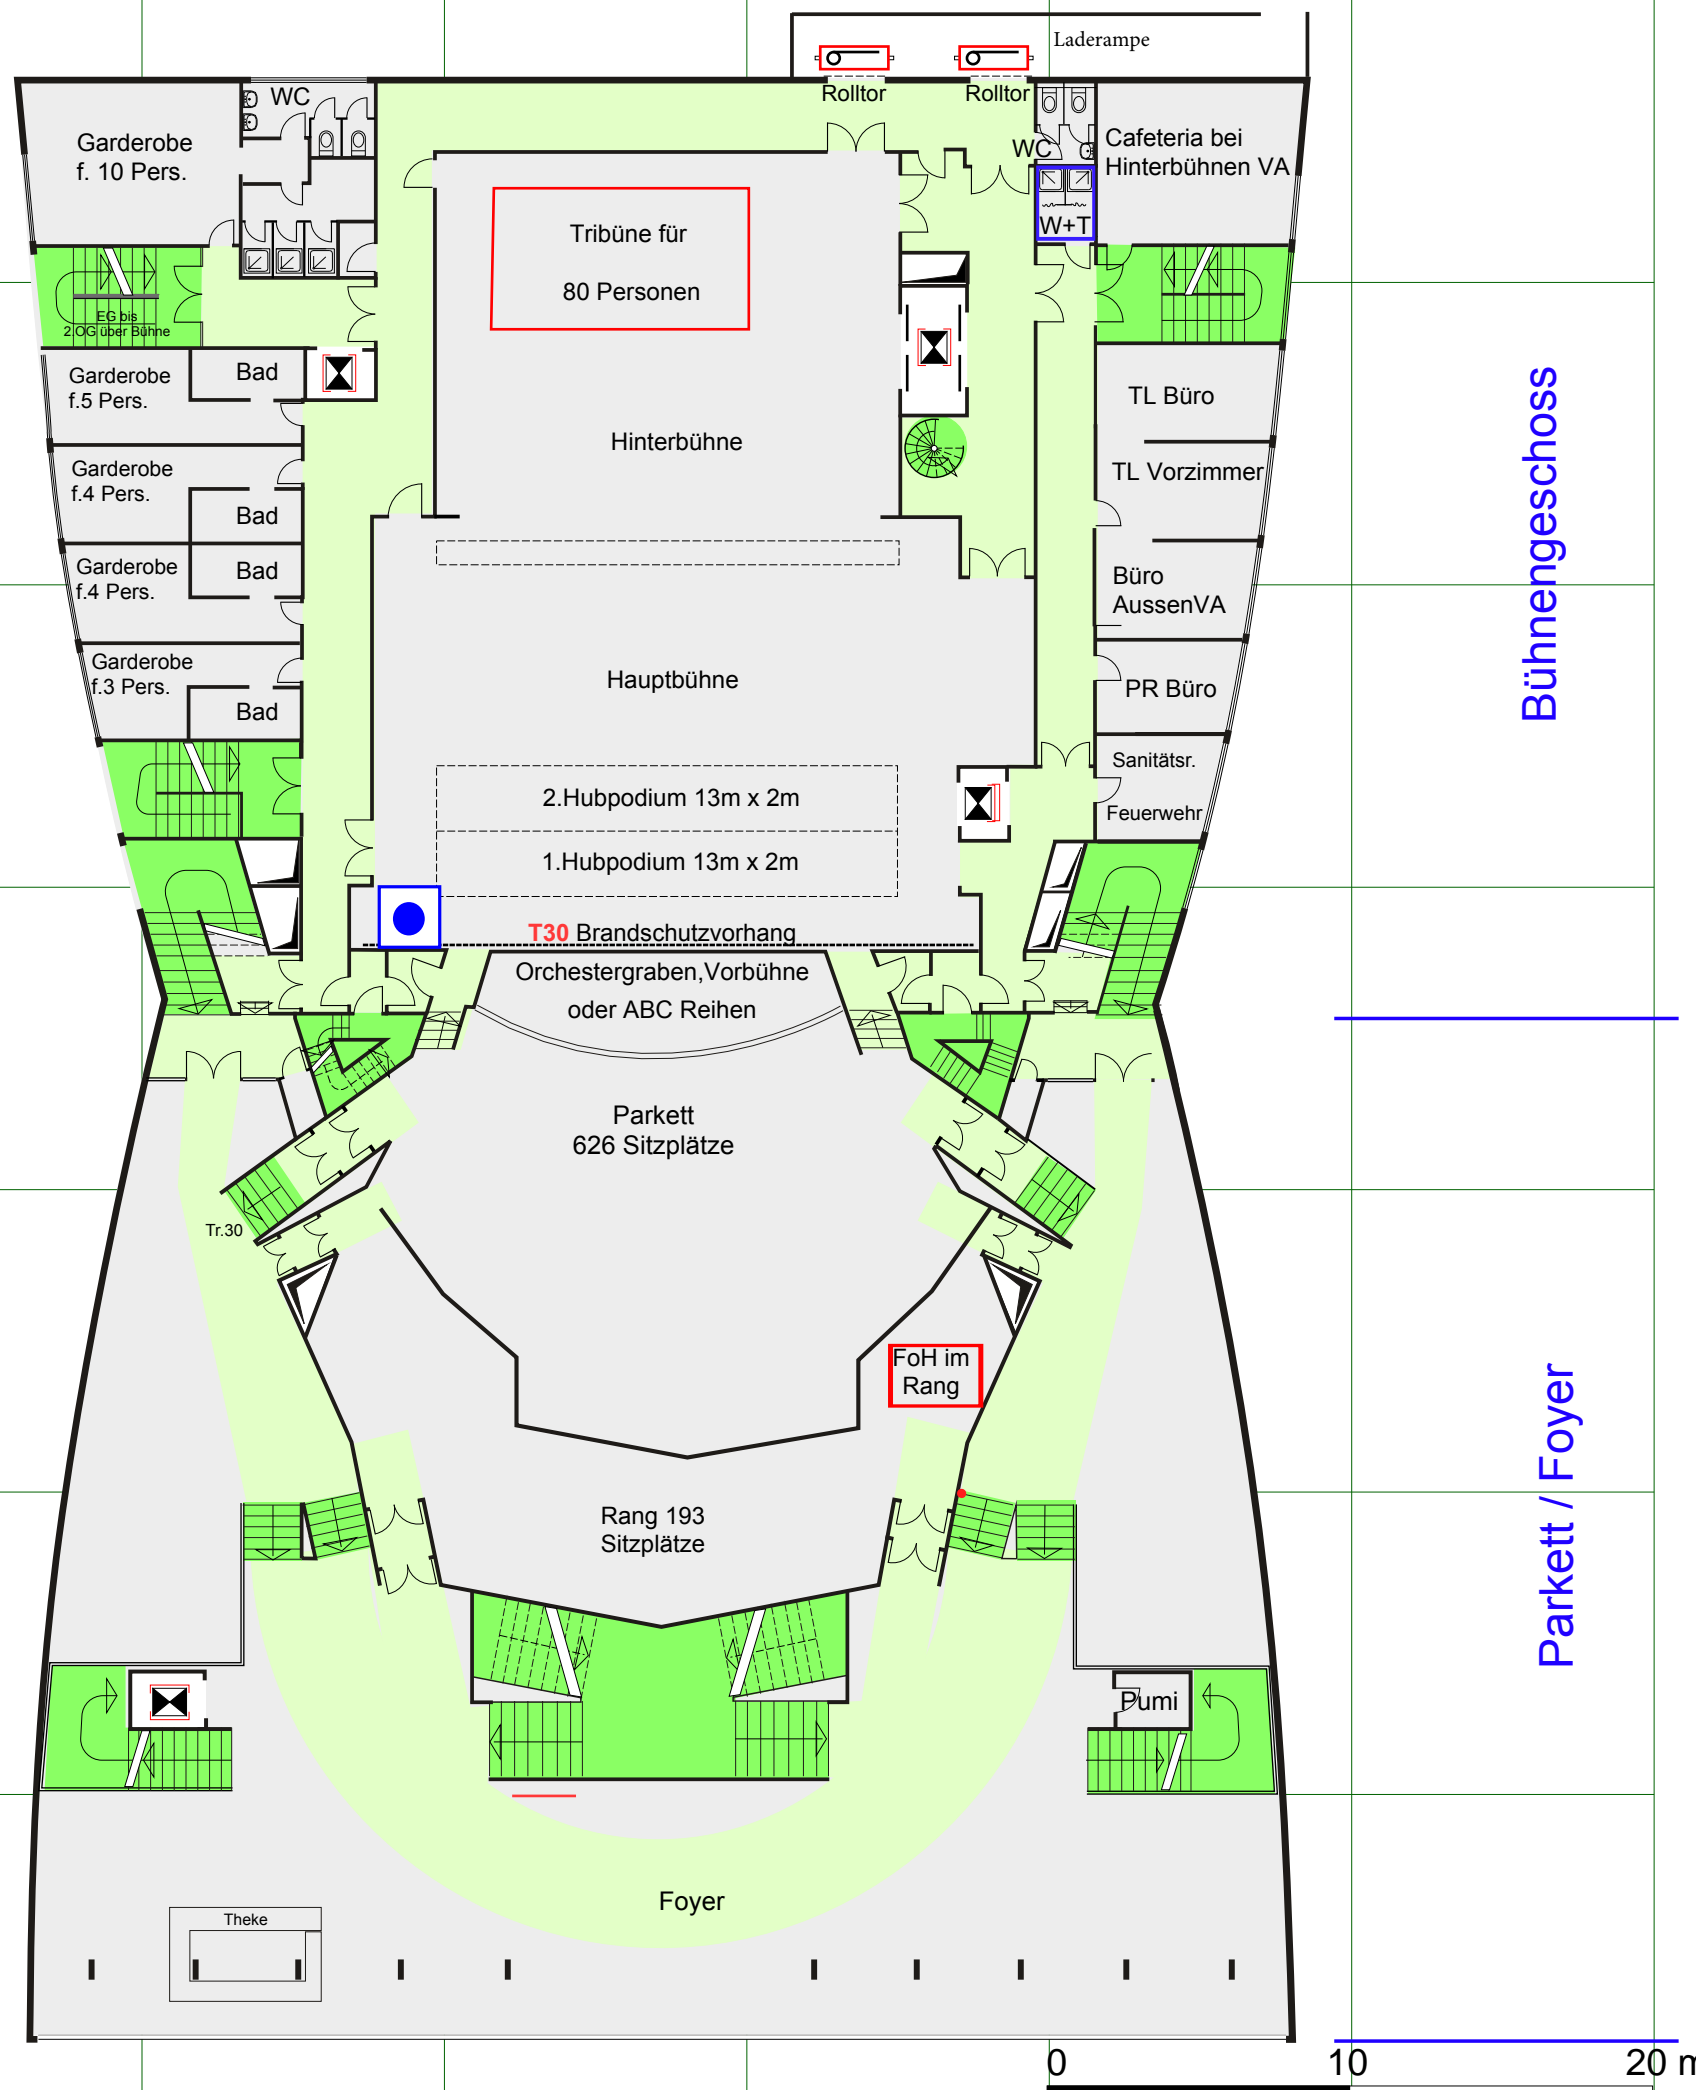 Laderampe
Rolltor
Rolltor
WC
Garderobe
f. 10 Pers.
WC
Cafeteria bei
Hinterbühnen VA
W+T
Tribüne für
80 Personen
EG bis
2.OG über Bühne
Garderobe
f.5 Pers.
Bad
TL Büro
Hinterbühne
Garderobe
f.4 Pers.
Bad
TL Vorzimmer
Bühnengeschoss
Garderobe
f.4 Pers.
Bad
Büro
AussenVA
Garderobe
f.3 Pers.
Bad
Hauptbühne
PR Büro
Sanitätsr.
Feuerwehr
2.Hubpodium 13m x 2m
1.Hubpodium 13m x 2m
T30 Brandschutzvorhang
Orchestergraben,Vorbühne
oder ABC Reihen
Parkett
626 Sitzplätze
Tr.30
FoH im
Rang
Parkett / Foyer
Rang 193
Sitzplätze
Pumi
Foyer
Theke
0
10
20 m